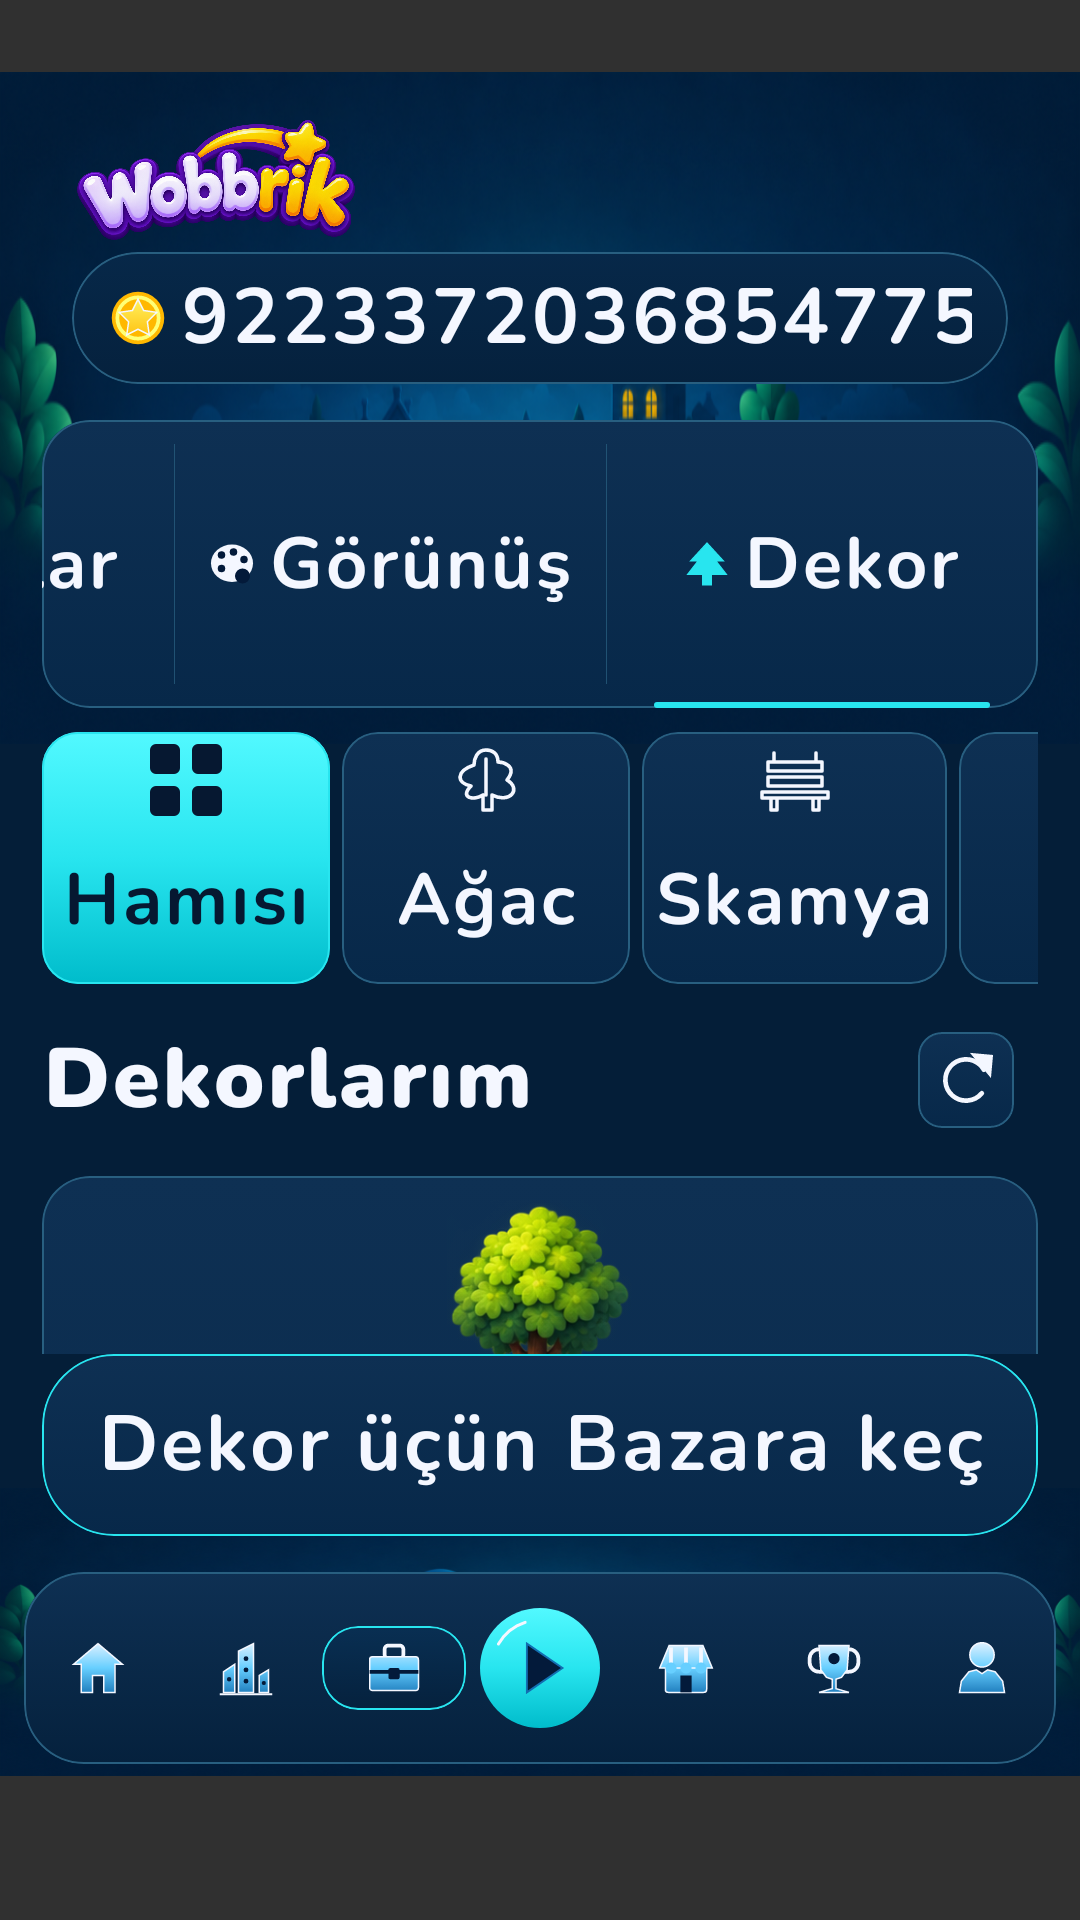 Wobbrik
9223372036854775
ar
Görünüş
Dekor
Hamısı
Ağac
Skamya
Dekorlarım
Dekor üçün Bazara keç